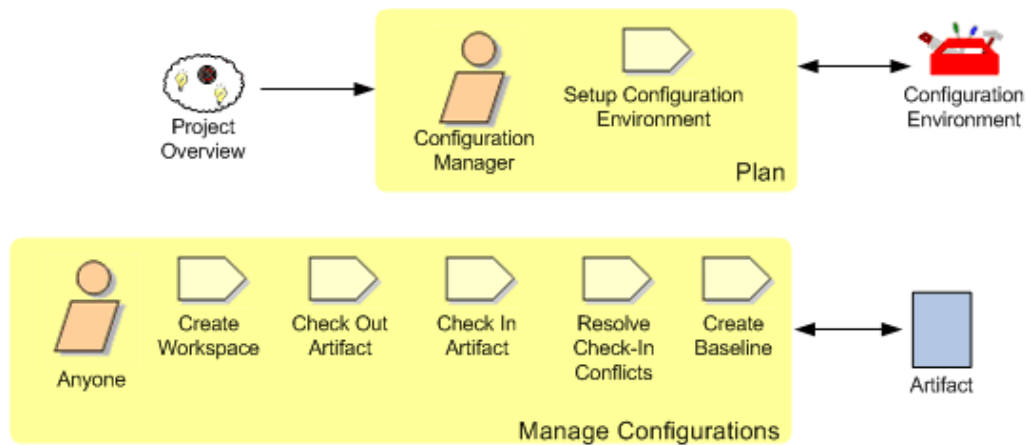 Project
Overview
Configuration
Manager
Setup Configuration
Environment
Plan
Configuration
Environment
Anyone
Create
Workspace
Check Out
Artifact
Check In
Artifact
Resolve
Check-In
Conflicts
Create
Baseline
Manage Configurations
Artifact